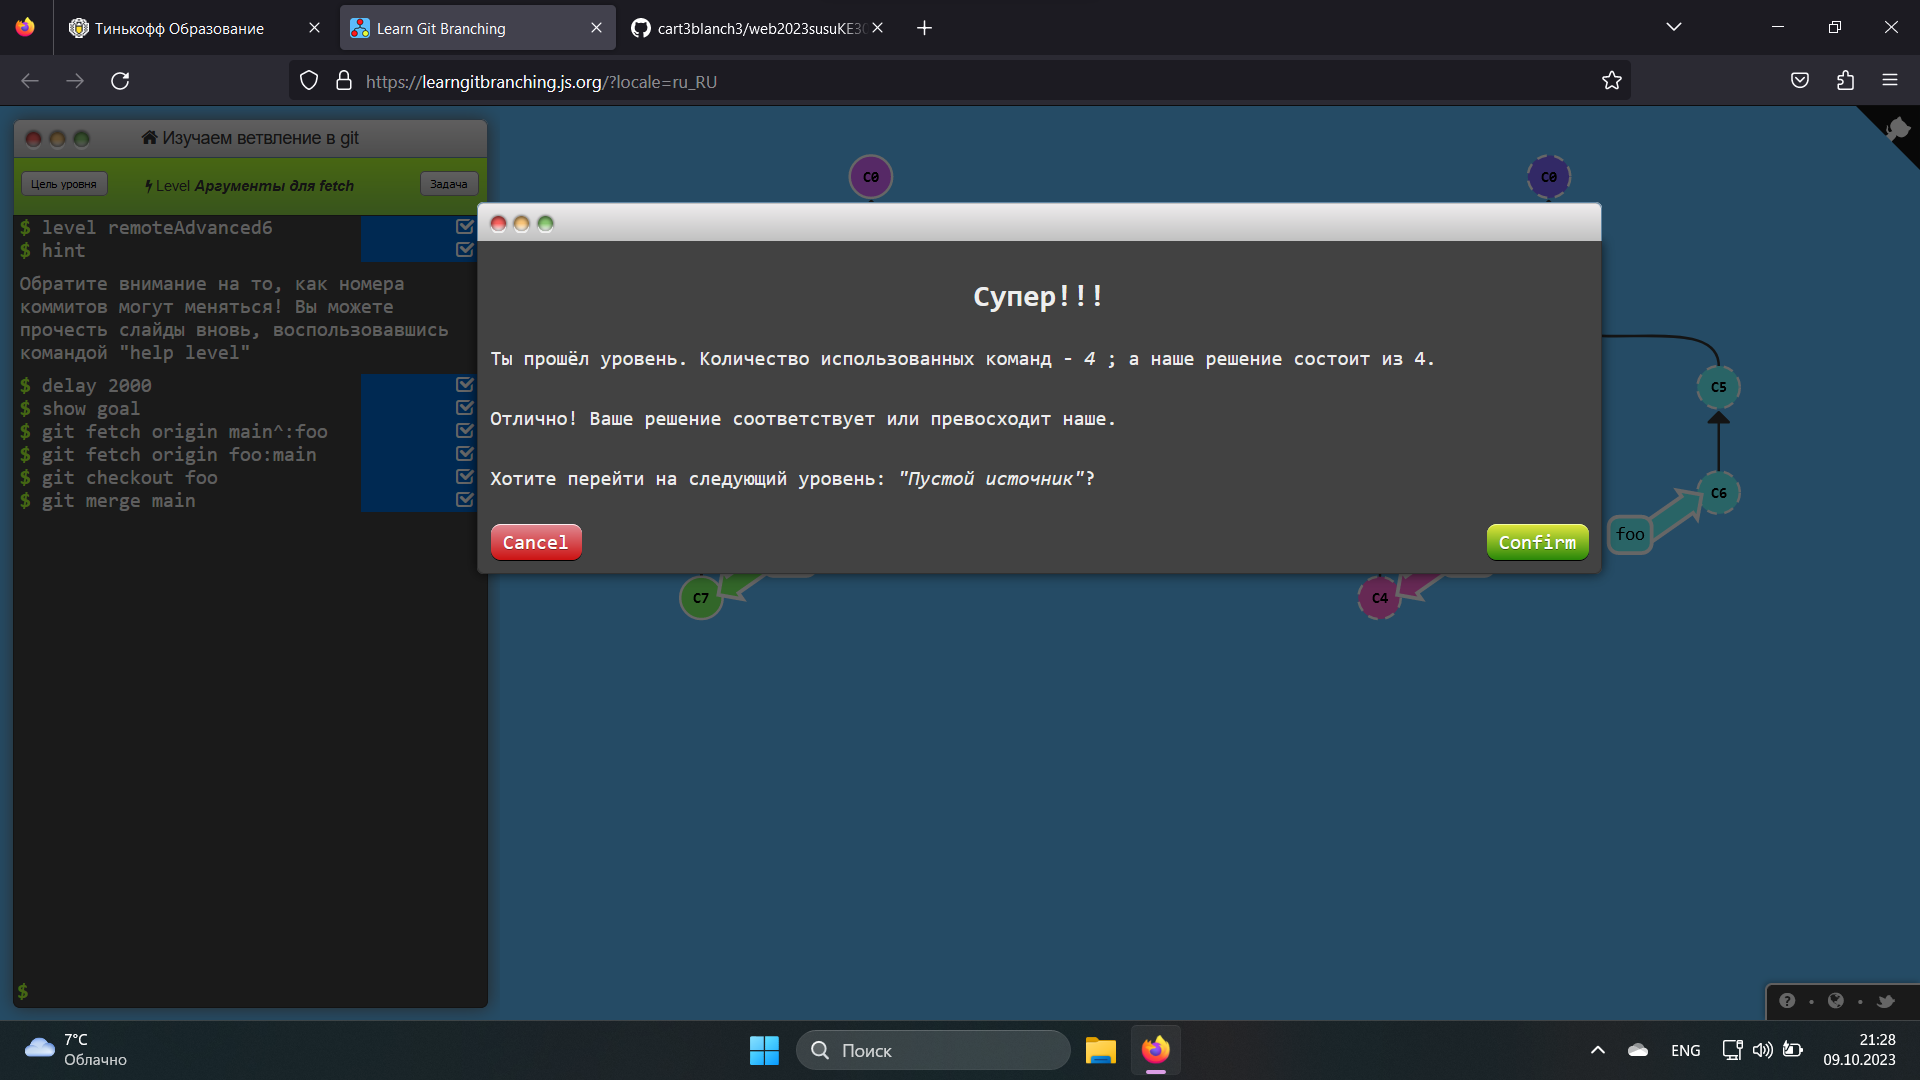 Тинькофф Образование
Learn Git Branching
cart3blanch3/web2023susuKE3
https://learngitbranching.js.org/?locale=ru_RU
Изучаем ветвление в git
Цель уровня
Level Аргументы для fetch
Задача
$ level remoteAdvanced6
$ hint
Обратите внимание на то, как номера
коммитов могут меняться! Вы можете
прочесть слайды вновь, воспользовавшись
командой "help level"
$ delay 2000
$ show goal
$ git fetch origin main^:foo
$ git fetch origin foo:main
$ git checkout foo
$ git merge main
$
C0
C0
Супер!!!
Ты прошёл уровень. Количество использованных команд - 4 ; а наше решение состоит из 4.
Отлично! Ваше решение соответствует или превосходит наше.
Хотите перейти на следующий уровень: "Пустой источник"?
Cancel
Confirm
C5
C6
foo
C7
C4
7°C
Облачно
Поиск
ENG
21:28
09.10.2023